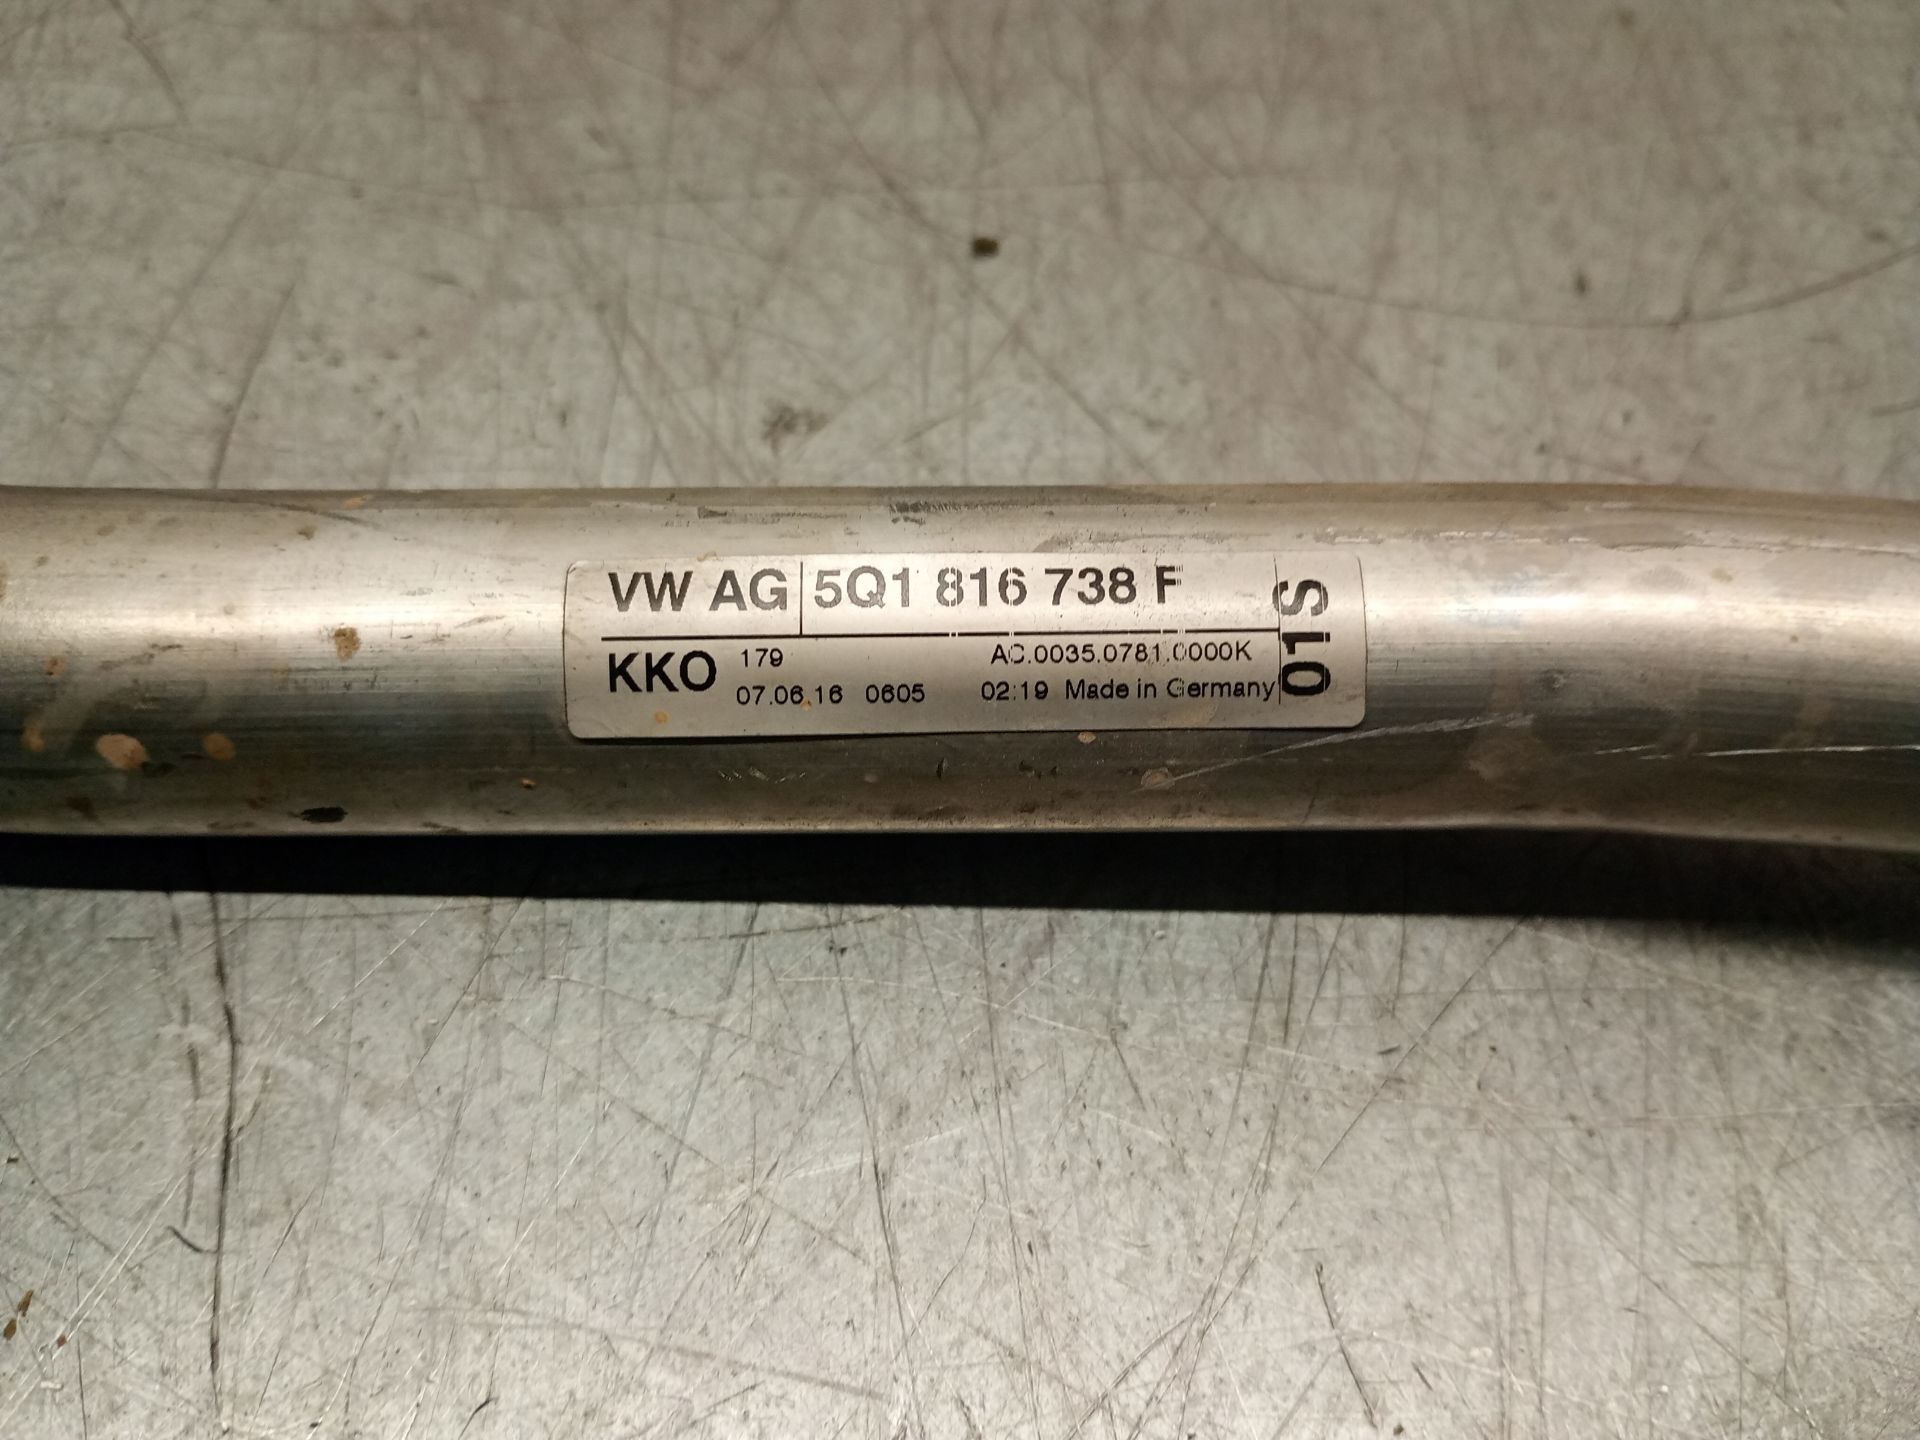 VW AG 5Q1 816 738 F
KKO 179 AC.0035.0781.0000K
07.06.16 0605 02:19 Made in Germany
01S